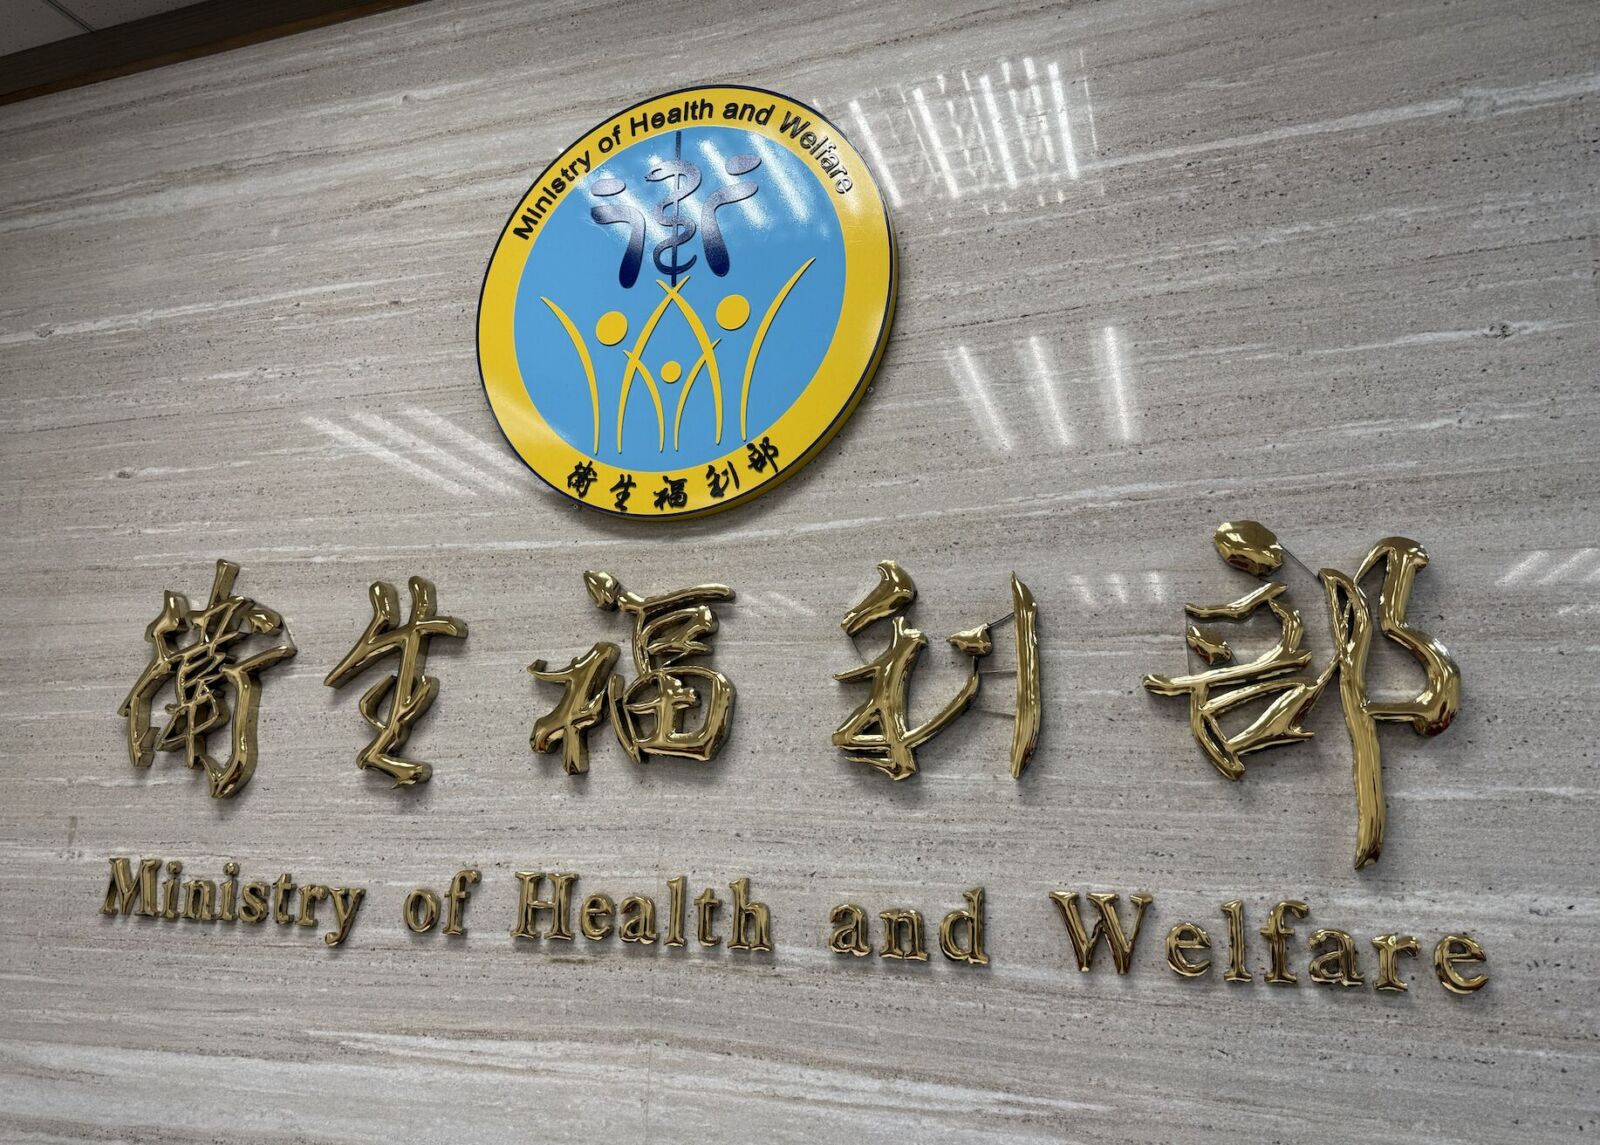 Ministry of Health and Welfare
衛生福利部
衛生福利部
Ministry of Health and Welfare